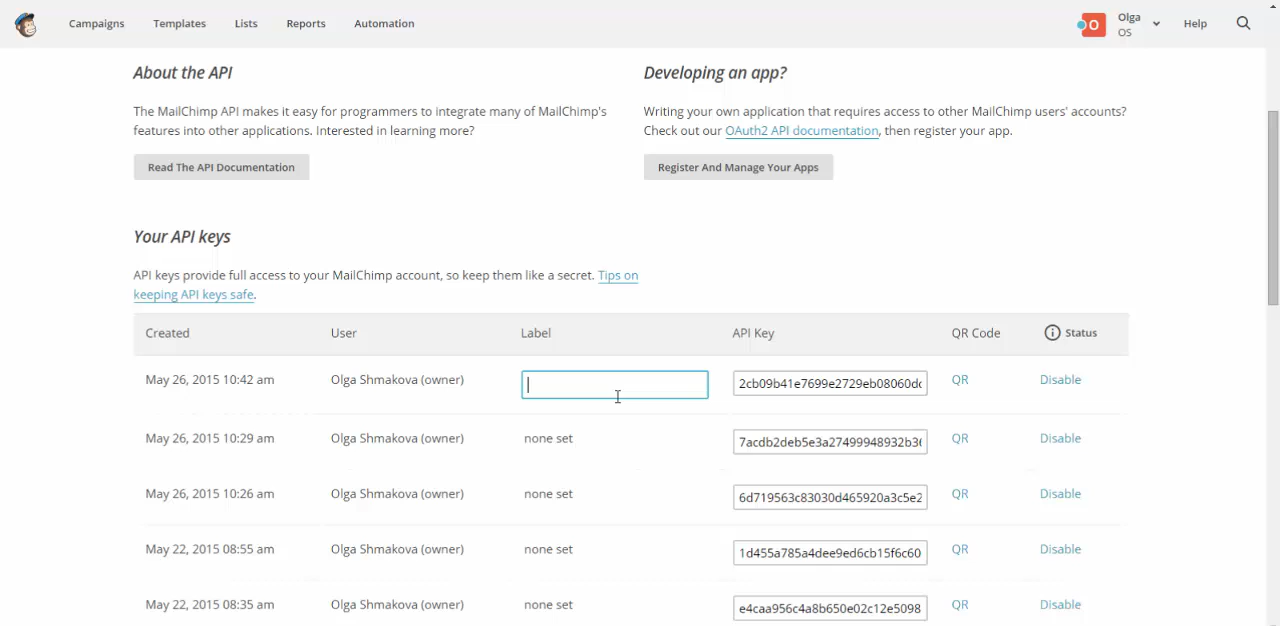 Campaigns Templates Lists Reports Automation O Olga Help
OS
About the API Developing an app?
The MailChimp API makes it easy for programmers to integrate many of MailChimp's Writing your own application that requires access to other MailChimp users' accounts?
features into other applications. Interested in learning more? Check out our OAuth2 API documentation, then register your app.
Read The API Documentation Register And Manage Your Apps
Your API keys
API keys provide full access to your MailChimp account, so keep them like a secret. Tips on
keeping API keys safe.
Created User Label API Key QR Code i Status
May 26, 2015 10:42 am Olga Shmakova (owner) 2cb09b41e7699e2729eb08060d QR Disable
May 26, 2015 10:29 am Olga Shmakova (owner) none set 7acdb2deb5e3a27499948932b3 QR Disable
May 26, 2015 10:26 am Olga Shmakova (owner) none set 6d719563c83030d465920a3c5e2 QR Disable
May 22, 2015 08:55 am Olga Shmakova (owner) none set 1d455a785a4dee9ed6cb15f6c60 QR Disable
May 22, 2015 08:35 am Olga Shmakova (owner) none set e4caa956c4a8b650e02c12e5098 QR Disable